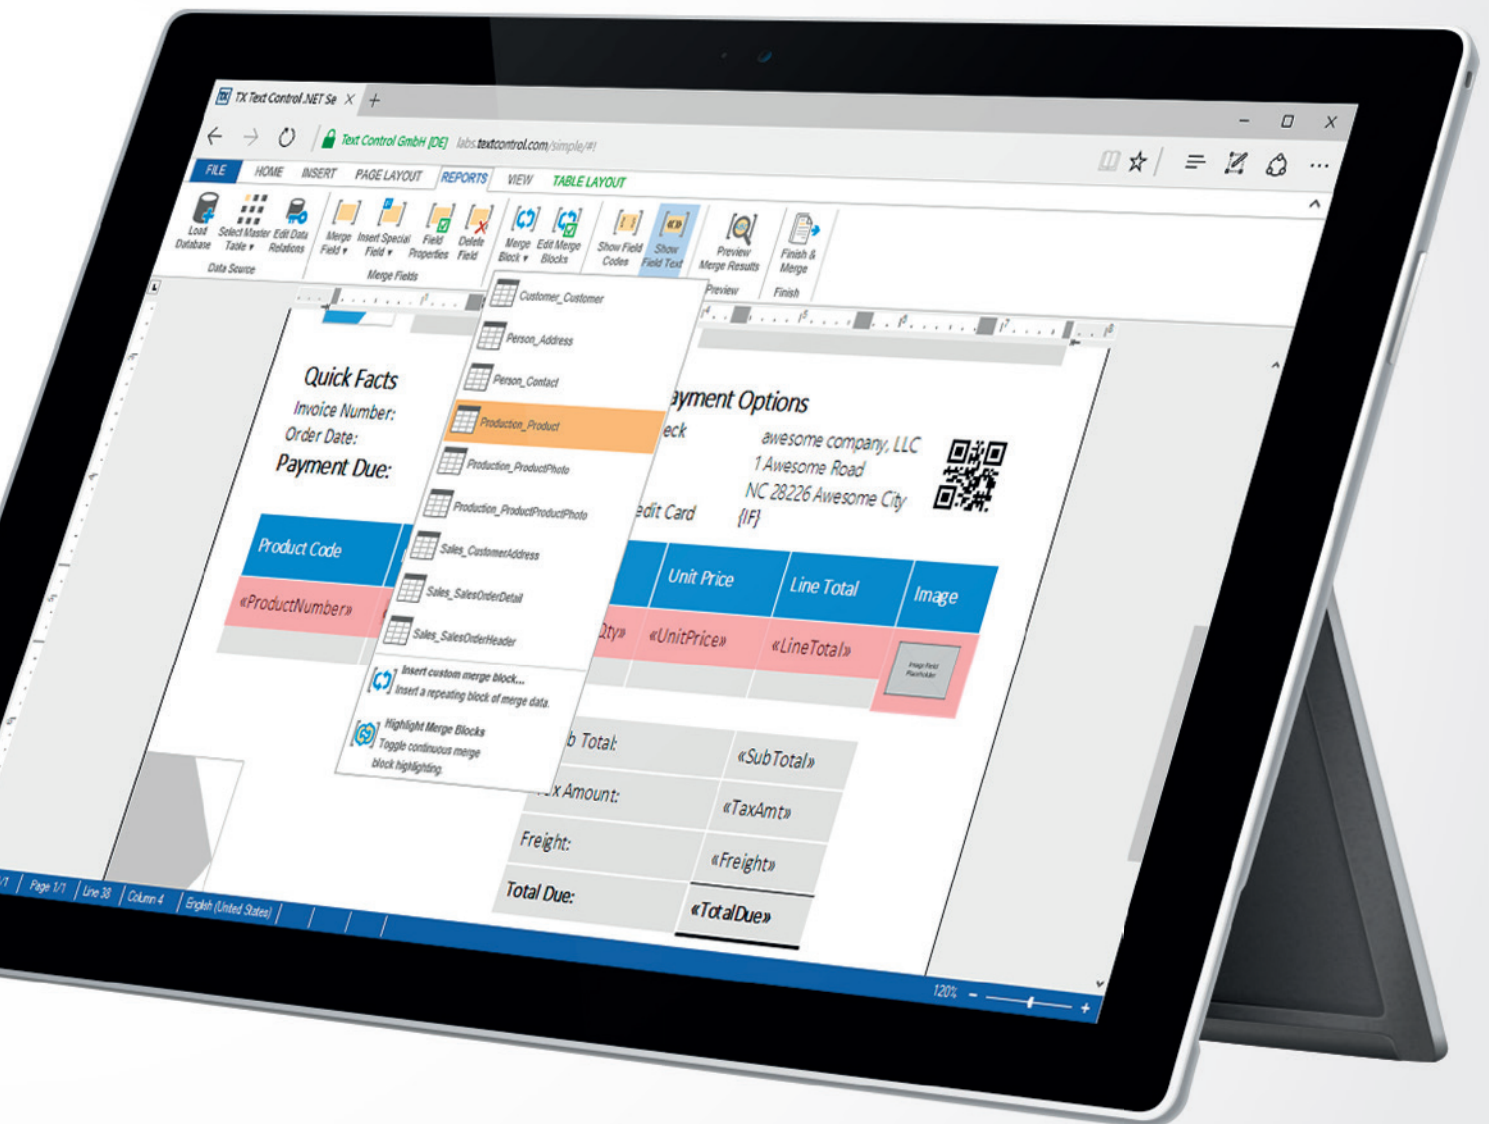 TX Text Control .NET Se
Text Control GmbH [DE] labs.textcontrol.com/simple/#!
FILE HOME INSERT PAGE LAYOUT REPORTS VIEW TABLE LAYOUT
Load Database
Select Master Table
Edit Data Relations
Data Source
Merge Field
Insert Special Field
Field Properties
Delete Field
Merge Fields
Merge Block
Edit Merge Blocks
Show Field Codes
Show Field Text
Preview Merge Results
Preview
Finish & Merge
Finish
Customer_Customer
Person_Address
Person_Contact
Production_Product
Production_ProductPhoto
Production_ProductProductPhoto
Sales_CustomerAddress
Sales_SalesOrderDetail
Sales_SalesOrderHeader
Insert custom merge block...
Insert a repeating block of merge data.
Highlight Merge Blocks
Toggle continuous merge
block highlighting.
Quick Facts
Invoice Number:
Order Date:
Payment Due:
ayment Options
eck
edit Card
awesome company, LLC
1 Awesome Road
NC 28226 Awesome City
{IF}
Product Code Unit Price Line Total Image
«ProductNumber» Qty» «UnitPrice» «LineTotal»
Image Field
Placeholder
b Total: «SubTotal»
x Amount: «TaxAmt»
Freight: «Freight»
Total Due: «TotalDue»
1/1 Page 1/1 Line 38 Column 4 English (United States)
120%